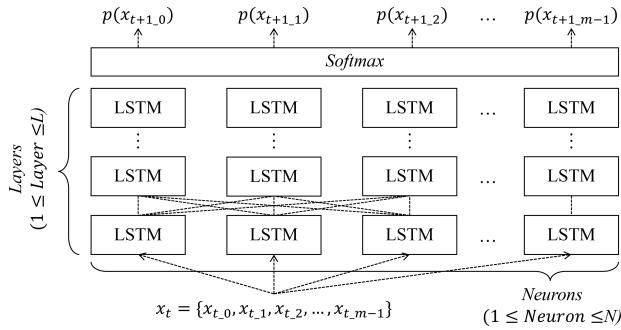 p(x_{t+1_0}) p(x_{t+1_1}) p(x_{t+1_2}) … p(x_{t+1_m−1})
Softmax
LSTM LSTM LSTM … LSTM
⋮ ⋮ ⋮ ⋮
LSTM LSTM LSTM … LSTM
LSTM LSTM LSTM … LSTM
Layers
(1 ≤ Layer ≤L)
x_t = {x_{t_0}, x_{t_1}, x_{t_2}, … , x_{t_m−1}}
Neurons
(1 ≤ Neuron ≤N)